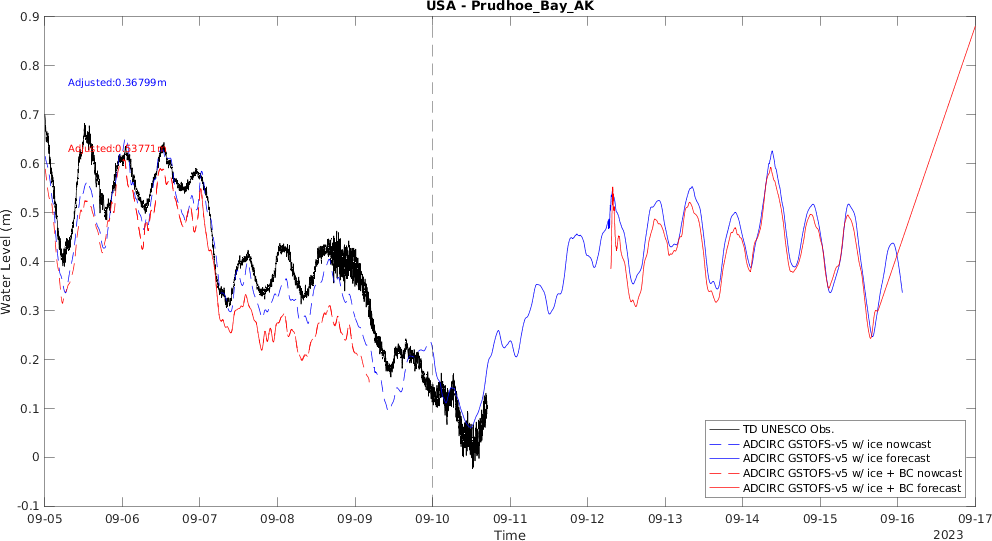 USA - Prudhoe_Bay_AK
0.9
0.8
0.7
0.6
0.5
0.4
0.3
0.2
0.1
0
-0.1
Water Level (m)
Adjusted:0.36799m
Adjusted:0.63771m
TD UNESCO Obs.
ADCIRC GSTOFS-v5 w/ ice nowcast
ADCIRC GSTOFS-v5 w/ ice forecast
ADCIRC GSTOFS-v5 w/ ice + BC nowcast
ADCIRC GSTOFS-v5 w/ ice + BC forecast
09-05 09-06 09-07 09-08 09-09 09-10 09-11 09-12 09-13 09-14 09-15 09-16 09-17
Time
2023